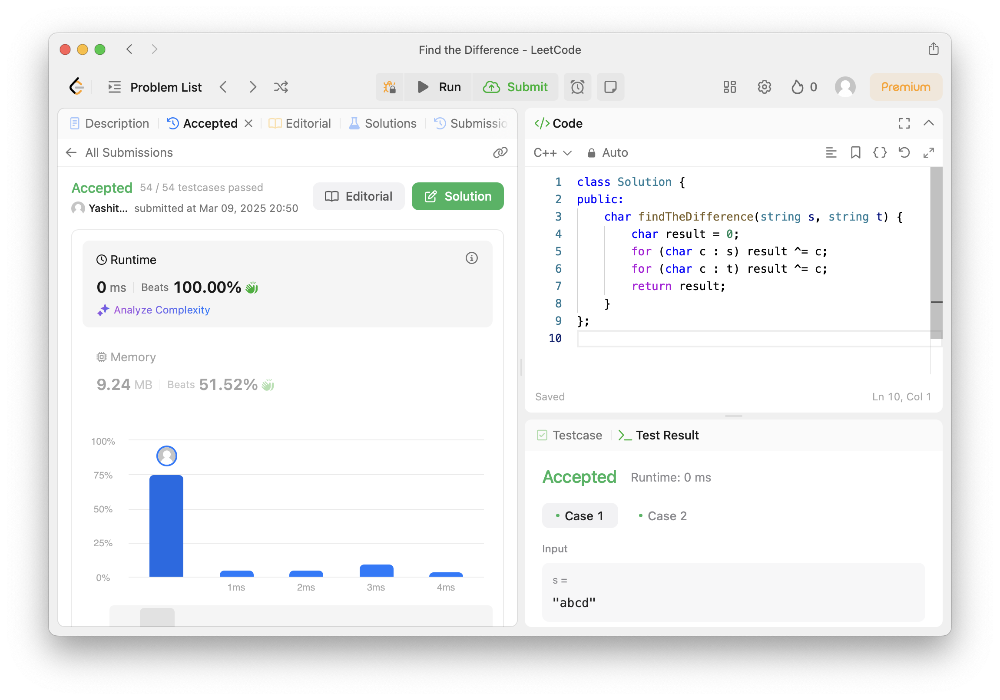 Find the Difference - LeetCode
Problem List
Run
Submit
0
Premium
Description
Accepted
Editorial
Solutions
Submissio
All Submissions
Accepted 54 / 54 testcases passed
Yashit... submitted at Mar 09, 2025 20:50
Editorial
Solution
Runtime
0 ms Beats 100.00%
Analyze Complexity
Memory
9.24 MB Beats 51.52%
100%
75%
50%
25%
0%
1ms 2ms 3ms 4ms
</> Code
C++ Auto
1 class Solution {
2 public:
3     char findTheDifference(string s, string t) {
4         char result = 0;
5         for (char c : s) result ^= c;
6         for (char c : t) result ^= c;
7         return result;
8     }
9 };
10
Saved
Ln 10, Col 1
Testcase
Test Result
Accepted Runtime: 0 ms
Case 1
Case 2
Input
s =
"abcd"